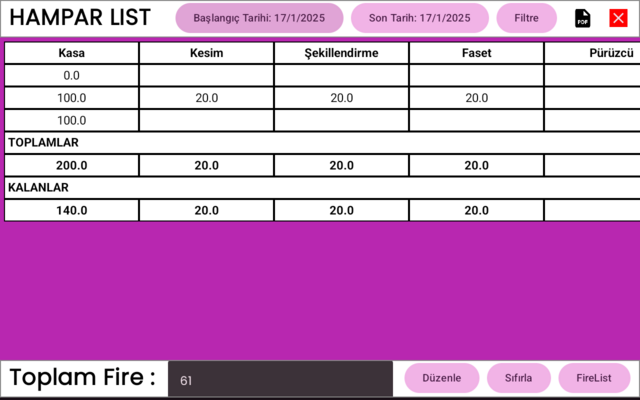 HAMPAR LIST
Başlangıç Tarihi: 17/1/2025
Son Tarih: 17/1/2025
Filtre
PDF
Kasa Kesim Şekillendirme Faset Pürüzcü
0.0
100.0 20.0 20.0 20.0
100.0
TOPLAMLAR
200.0 20.0 20.0 20.0
KALANLAR
140.0 20.0 20.0 20.0
Toplam Fire :
61
Düzenle
Sıfırla
FireList